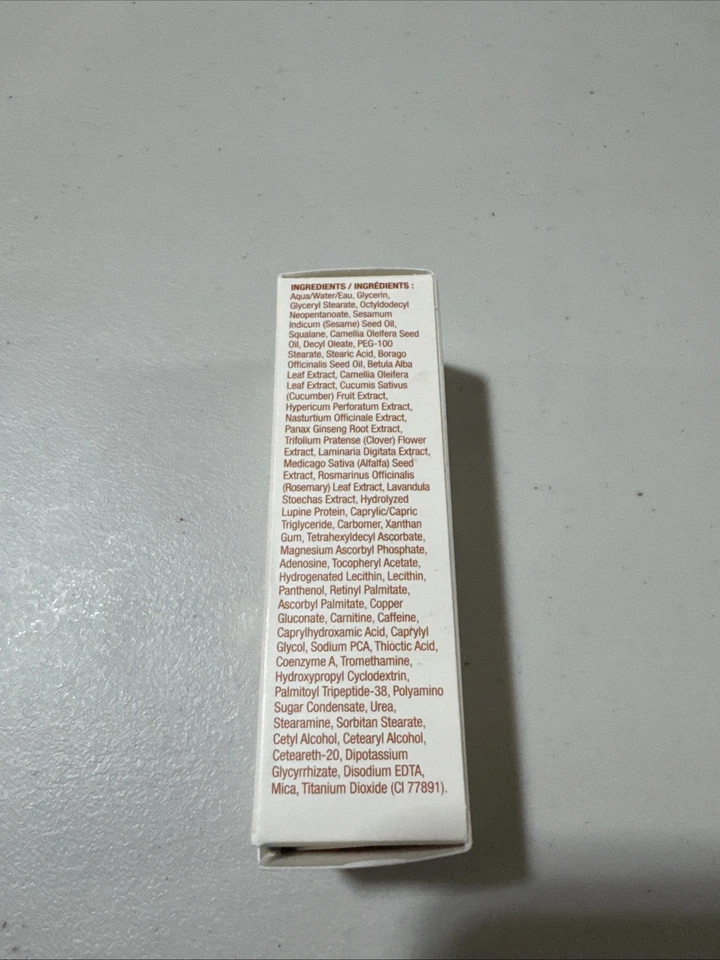 INGREDIENTS / INGRÉDIENTS :
Aqua/Water/Eau, Glycerin,
Glyceryl Stearate, Octyldodecyl
Neopentanoate, Sesamum
Indicum (Sesame) Seed Oil,
Squalane, Camellia Oleifera Seed
Oil, Decyl Oleate, PEG-100
Stearate, Stearic Acid, Borago
Officinalis Seed Oil, Betula Alba
Leaf Extract, Camellia Oleifera
Leaf Extract, Cucumis Sativus
(Cucumber) Fruit Extract,
Hypericum Perforatum Extract,
Nasturtium Officinale Extract,
Panax Ginseng Root Extract,
Trifolium Pratense (Clover) Flower
Extract, Laminaria Digitata Extract,
Medicago Sativa (Alfalfa) Seed
Extract, Rosmarinus Officinalis
(Rosemary) Leaf Extract, Lavandula
Stoechas Extract, Hydrolyzed
Lupine Protein, Caprylic/Capric
Triglyceride, Carbomer, Xanthan
Gum, Tetrahexyldecyl Ascorbate,
Magnesium Ascorbyl Phosphate,
Adenosine, Tocopheryl Acetate,
Hydrogenated Lecithin, Lecithin,
Panthenol, Retinyl Palmitate,
Ascorbyl Palmitate, Copper
Gluconate, Carnitine, Caffeine,
Caprylhydroxamic Acid, Caprylyl
Glycol, Sodium PCA, Thioctic Acid,
Coenzyme A, Tromethamine,
Hydroxypropyl Cyclodextrin,
Palmitoyl Tripeptide-38, Polyamino
Sugar Condensate, Urea,
Stearamine, Sorbitan Stearate,
Cetyl Alcohol, Cetearyl Alcohol,
Ceteareth-20, Dipotassium
Glycyrrhizate, Disodium EDTA,
Mica, Titanium Dioxide (CI 77891).